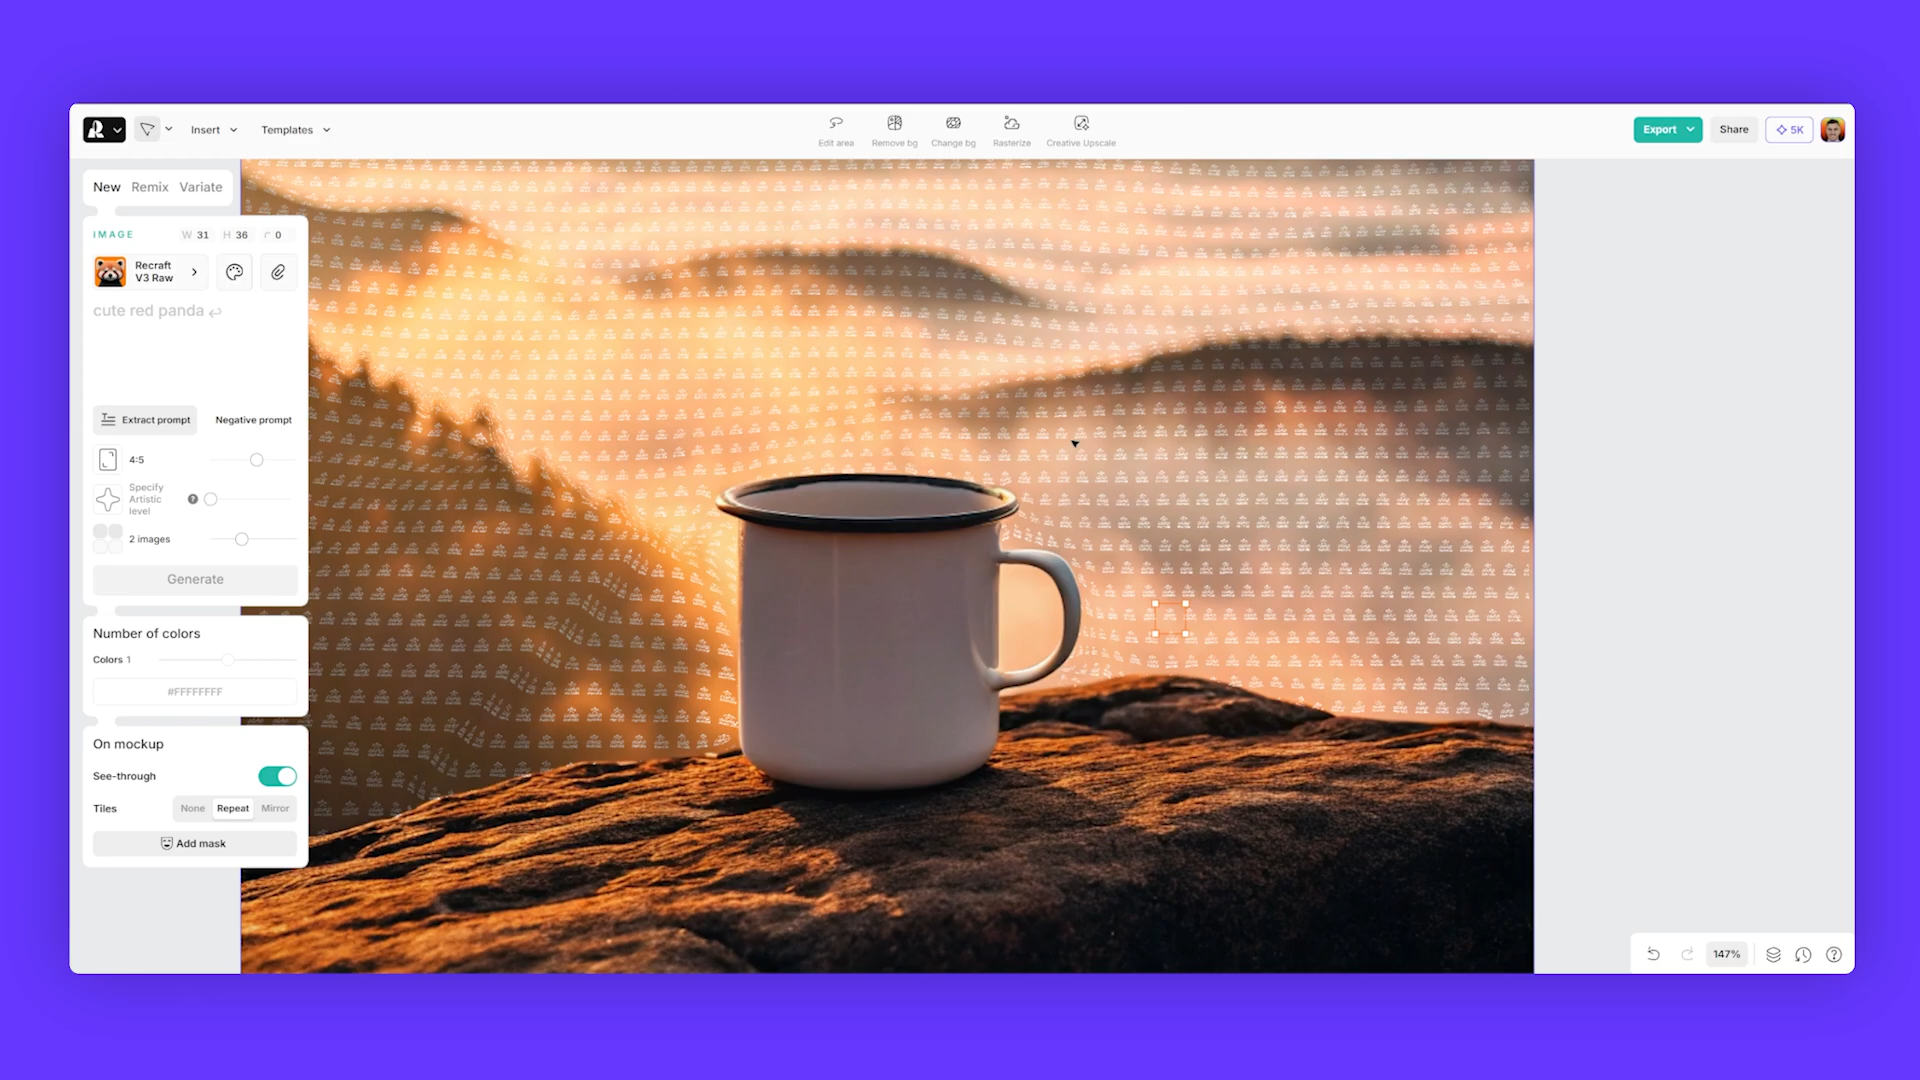 Insert
Templates
Edit area
Remove bg
Change bg
Rasterize
Creative Upscale
Export
Share
5K
New Remix Variate
IMAGE W 31 H 36 0
Recraft
V3 Raw
cute red panda
Extract prompt
Negative prompt
4:5
Specify
Artistic
level
?
2 images
Generate
Number of colors
Colors 1
#FFFFFFFF
On mockup
See-through
Tiles None Repeat Mirror
Add mask
147%
?